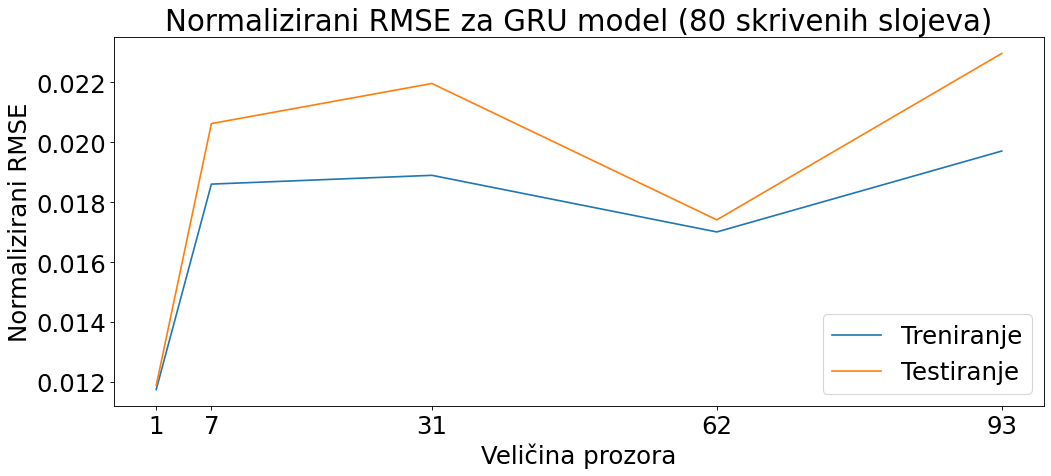 Normalizirani RMSE za GRU model (80 skrivenih slojeva)
Normalizirani RMSE
0.022
0.020
0.018
0.016
0.014
0.012
Treniranje
Testiranje
1 7 31 62 93
Veličina prozora